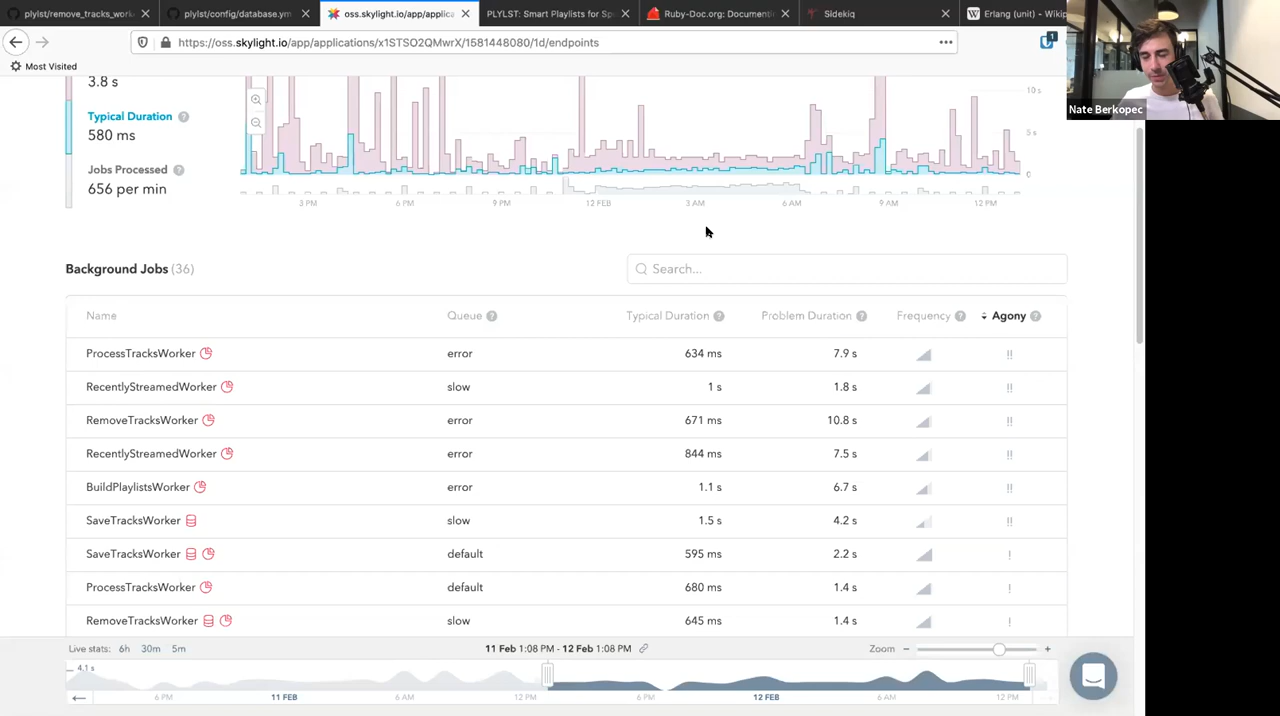 plylst/remove_tracks_work
plylst/config/database.ym
oss.skylight.io/app/applica
PLYLST: Smart Playlists for Sp
Ruby-Doc.org: Documenti
Sidekiq
Erlang (unit) - Wikip
https://oss.skylight.io/app/applications/x1STSO2QMwrX/1581448080/1d/endpoints
1
Most Visited
Nate Berkopec
3.8 s
Typical Duration ?
580 ms
Jobs Processed ?
656 per min
10 s
5 s
0
3 PM 6 PM 9 PM 12 FEB 3 AM 6 AM 9 AM 12 PM
Background Jobs (36)
Search...
Name Queue ? Typical Duration ? Problem Duration ? Frequency ? Agony ?
ProcessTracksWorker error 634 ms 7.9 s !!
RecentlyStreamedWorker slow 1 s 1.8 s !!
RemoveTracksWorker error 671 ms 10.8 s !!
RecentlyStreamedWorker error 844 ms 7.5 s !!
BuildPlaylistsWorker error 1.1 s 6.7 s !!
SaveTracksWorker slow 1.5 s 4.2 s !!
SaveTracksWorker default 595 ms 2.2 s !
ProcessTracksWorker default 680 ms 1.4 s !
RemoveTracksWorker slow 645 ms 1.4 s !
Live stats: 6h 30m 5m
11 Feb 1:08 PM - 12 Feb 1:08 PM
Zoom - +
4.1 s
6 PM 11 FEB 6 AM 12 PM 6 PM 12 FEB 6 AM 12 PM